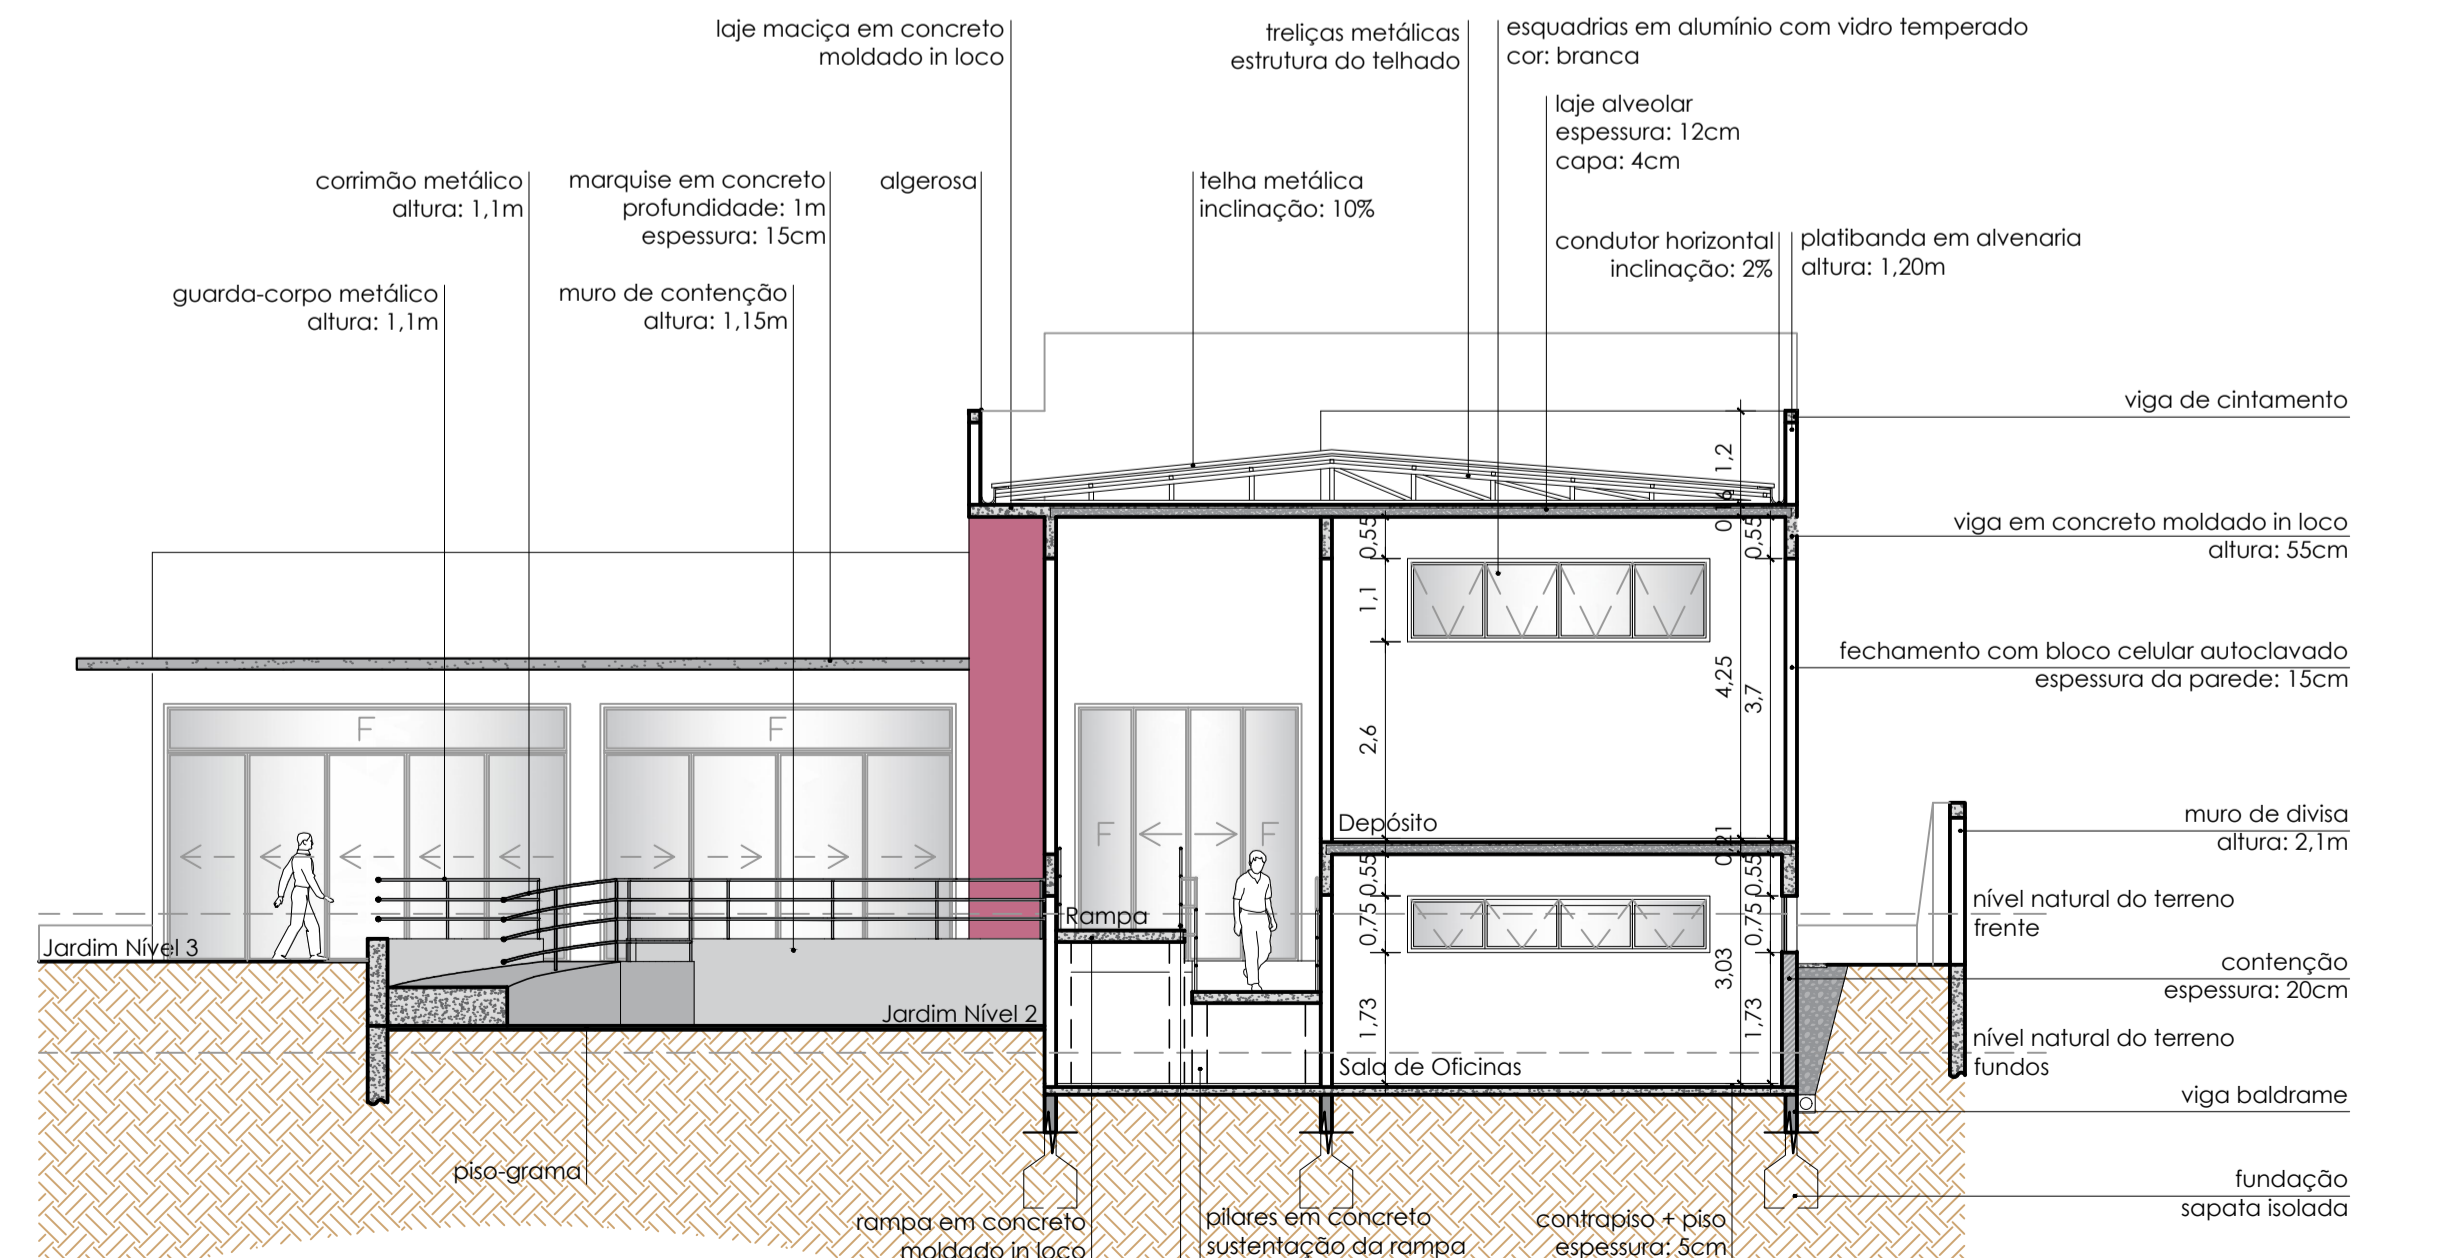 laje maciça em concreto
moldado in loco
treliças metálicas
estrutura do telhado
esquadrias em alumínio com vidro temperado
cor: branca
laje alveolar
espessura: 12cm
capa: 4cm
corrimão metálico
altura: 1,1m
marquise em concreto
profundidade: 1m
espessura: 15cm
algerosa
telha metálica
inclinação: 10%
condutor horizontal
inclinação: 2%
platibanda em alvenaria
altura: 1,20m
guarda-corpo metálico
altura: 1,1m
muro de contenção
altura: 1,15m
viga de cintamento
1,2
viga em concreto moldado in loco
altura: 55cm
0,55
0,55
1,1
fechamento com bloco celular autoclavado
espessura da parede: 15cm
4,25
3,7
2,6
F
F
F
F
Depósito
0,21
muro de divisa
altura: 2,1m
0,55
0,55
Rampa
0,75
0,75
nível natural do terreno
frente
Jardim Nível 3
3,03
contenção
espessura: 20cm
Jardim Nível 2
1,73
1,73
nível natural do terreno
fundos
Sala de Oficinas
viga baldrame
piso-grama
fundação
sapata isolada
rampa em concreto
moldado in loco
pilares em concreto
sustentação da rampa
contrapiso + piso
espessura: 5cm